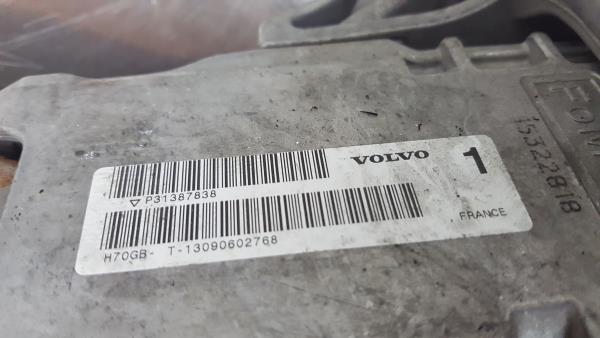 VOLVO 1
▽ P31387838
FRANCE
H70GB- T-13090602768
15322818